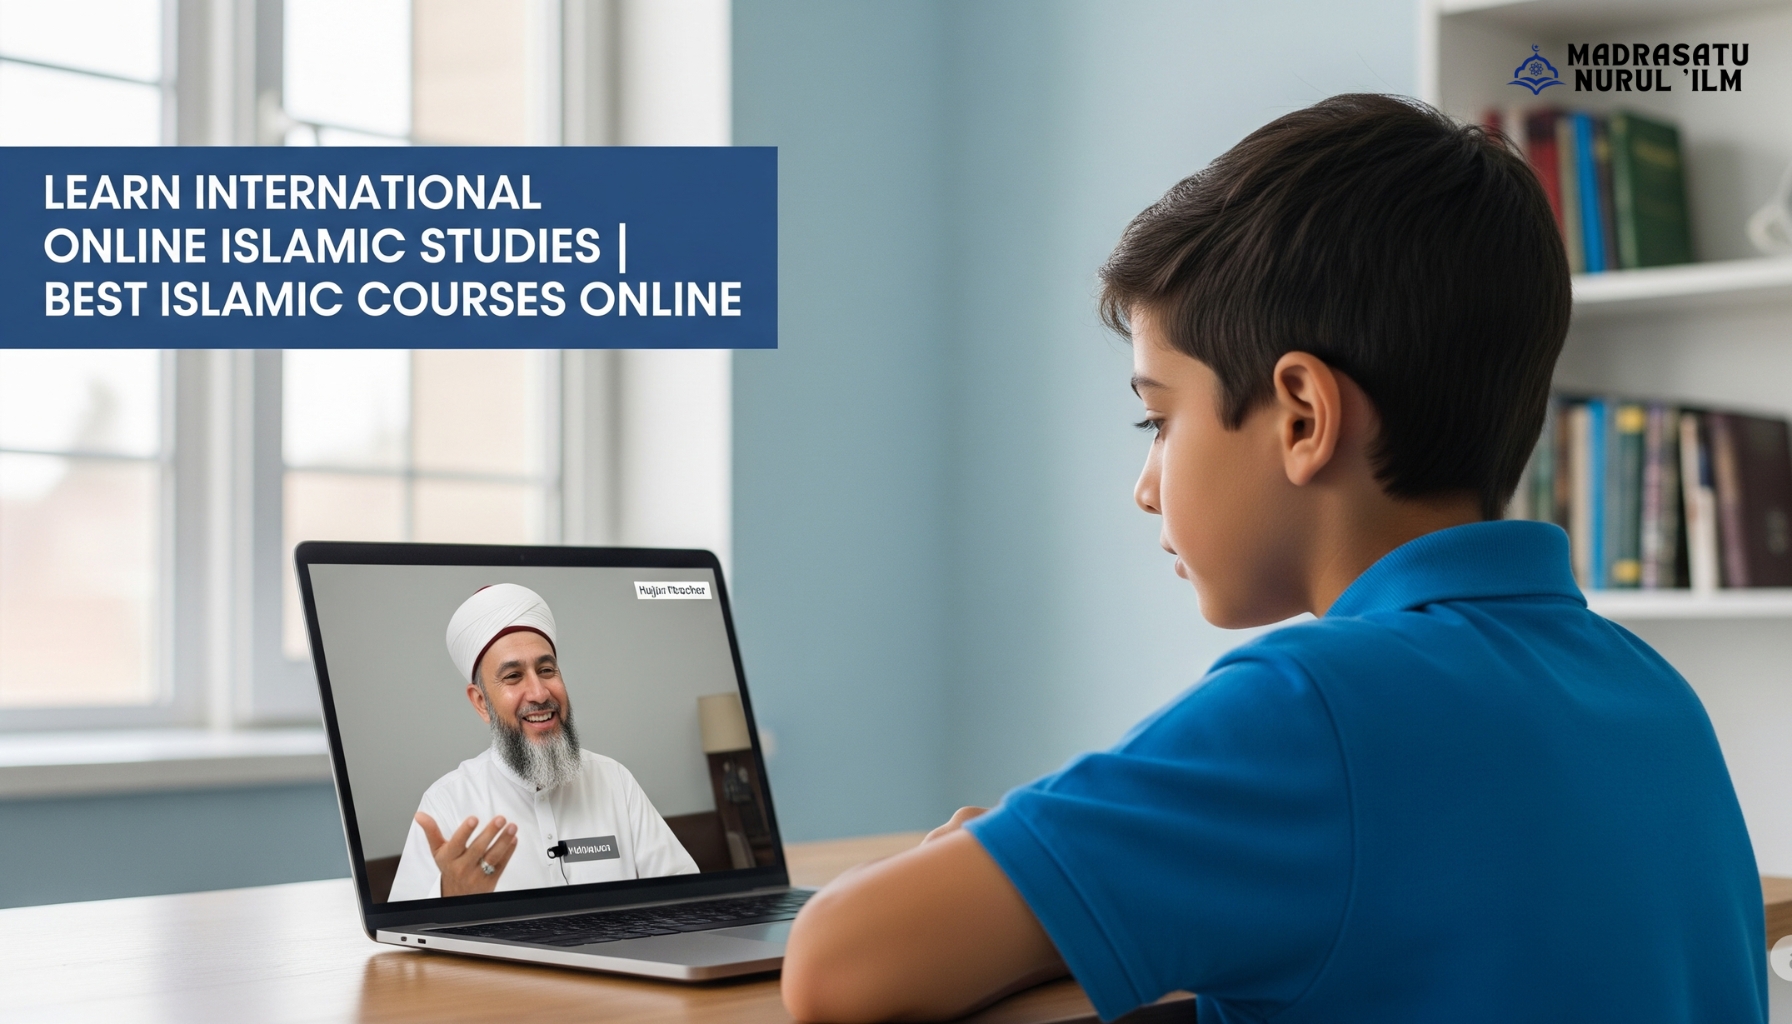 MADRASATU
NURUL 'ILM
LEARN INTERNATIONAL
ONLINE ISLAMIC STUDIES |
BEST ISLAMIC COURSES ONLINE